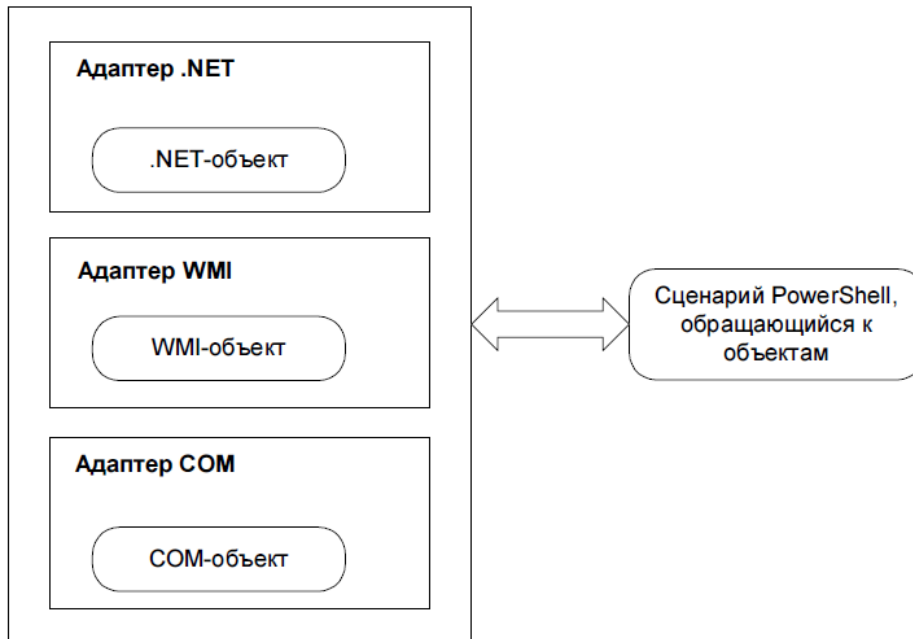 Адаптер .NET
.NET-объект
Адаптер WMI
WMI-объект
Адаптер COM
COM-объект
Сценарий PowerShell,
обращающийся к
объектам